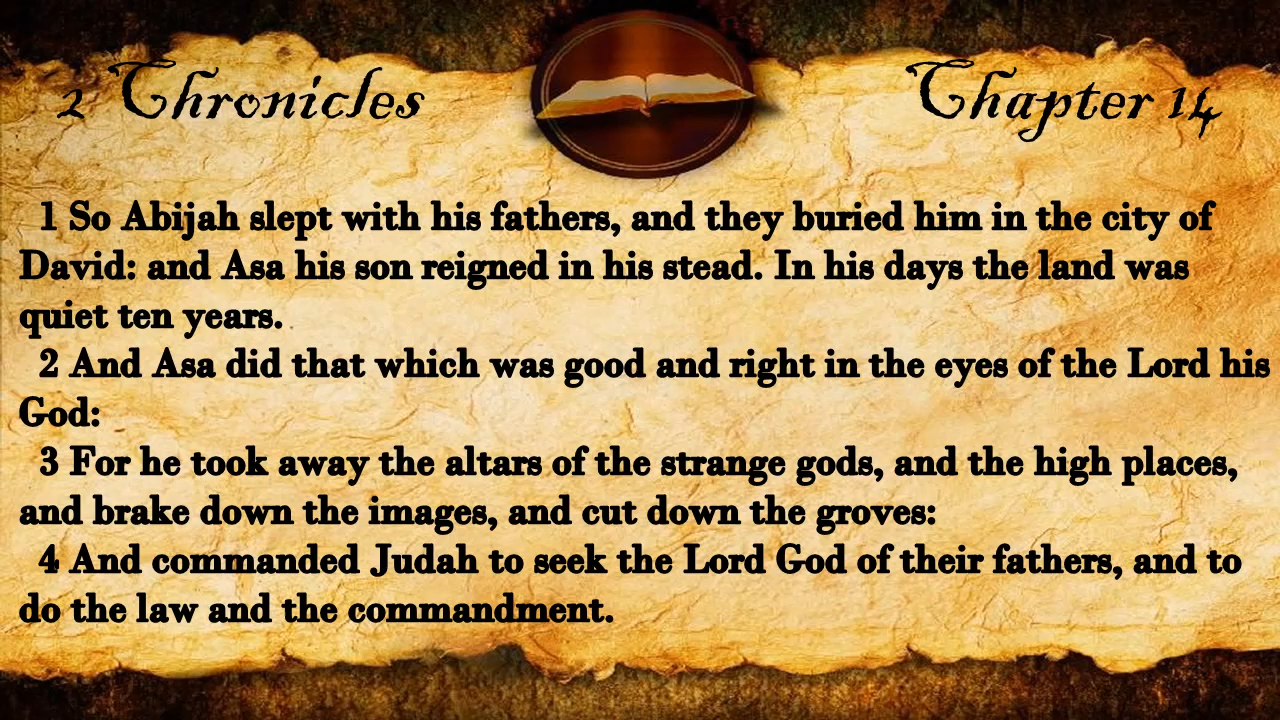 2 Chronicles
Chapter 14
1 So Abijah slept with his fathers, and they buried him in the city of
David: and Asa his son reigned in his stead. In his days the land was
quiet ten years.
2 And Asa did that which was good and right in the eyes of the Lord his
God:
3 For he took away the altars of the strange gods, and the high places,
and brake down the images, and cut down the groves:
4 And commanded Judah to seek the Lord God of their fathers, and to
do the law and the commandment.